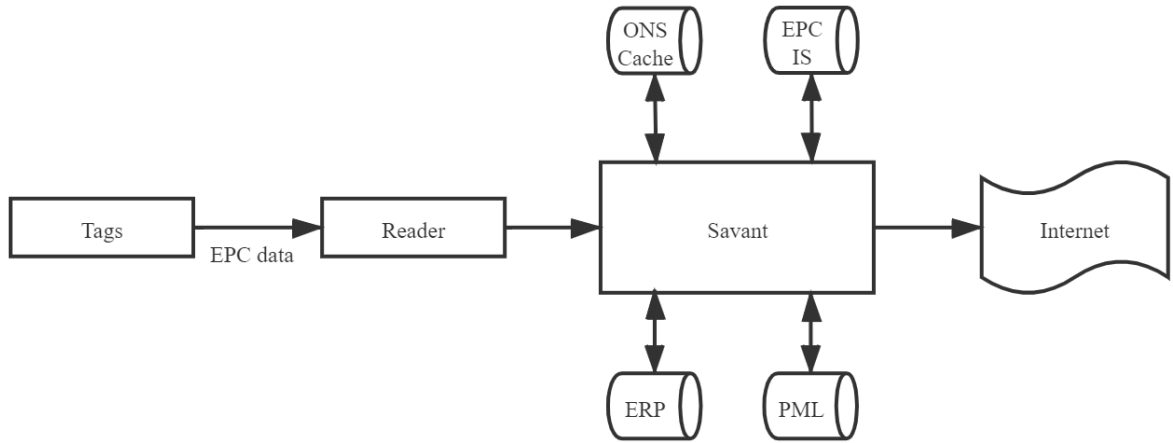 ONS
Cache
EPC
IS
Tags
EPC data
Reader
Savant
Internet
ERP
PML